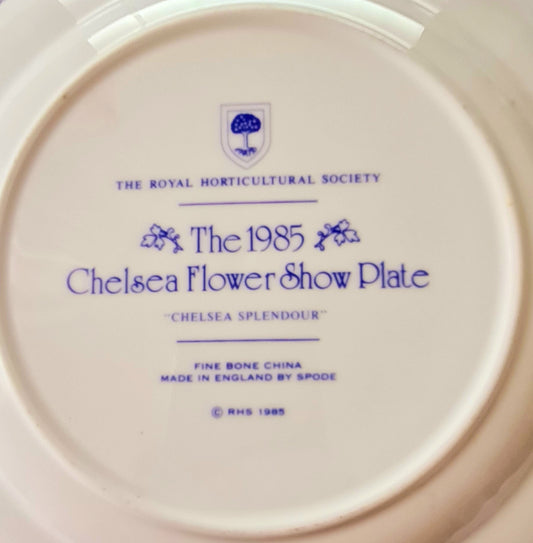 THE ROYAL HORTICULTURAL SOCIETY
The 1985
Chelsea Flower Show Plate
"CHELSEA SPLENDOUR"
FINE BONE CHINA
MADE IN ENGLAND BY SPODE
© RHS 1985